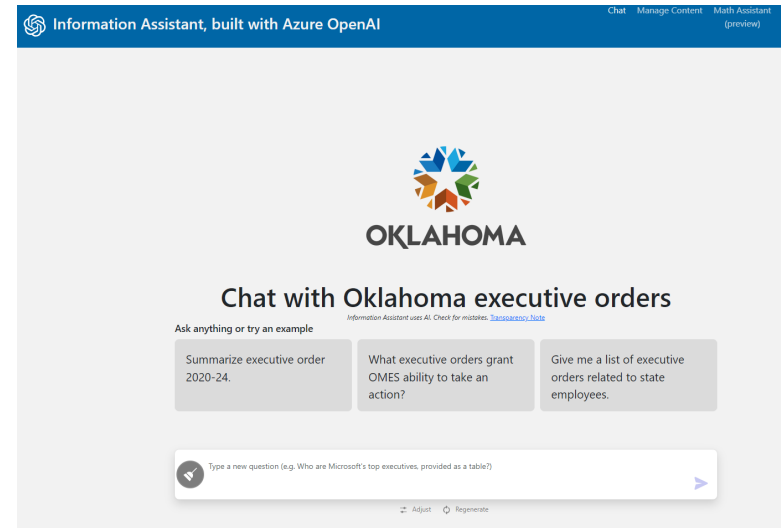 Information Assistant, built with Azure OpenAI
Chat Manage Content Math Assistant
(preview)
OKLAHOMA
Chat with Oklahoma executive orders
Information Assistant uses AI. Check for mistakes. Transparency Note
Ask anything or try an example
Summarize executive order
2020-24.
What executive orders grant
OMES ability to take an
action?
Give me a list of executive
orders related to state
employees.
Type a new question (e.g. Who are Microsoft's top executives, provided as a table?)
Adjust Regenerate